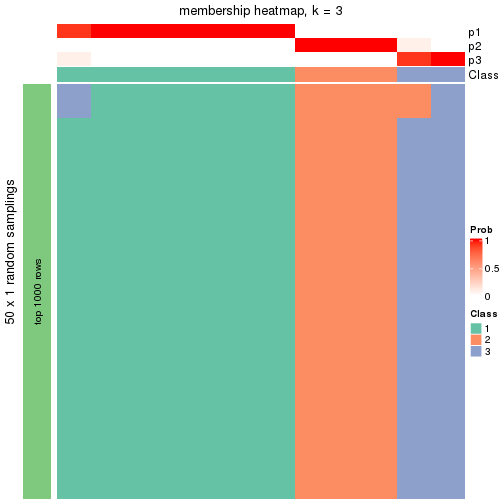 membership heatmap, k = 3
p1
p2
p3
Class
50 x 1 random samplings
top 1000 rows
Prob
1
0.5
0
Class
1
2
3